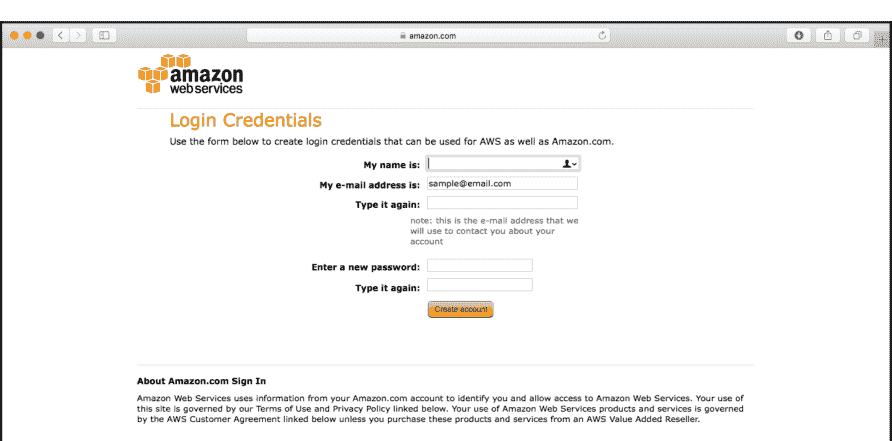 amazon.com
amazon
webservices
Login Credentials
Use the form below to create login credentials that can be used for AWS as well as Amazon.com.
My name is:
My e-mail address is: sample@email.com
Type it again:
note: this is the e-mail address that we
will use to contact you about your
account
Enter a new password:
Type it again:
Create account
About Amazon.com Sign In
Amazon Web Services uses information from your Amazon.com account to identify you and allow access to Amazon Web Services. Your use of
this site is governed by our Terms of Use and Privacy Policy linked below. Your use of Amazon Web Services products and services is governed
by the AWS Customer Agreement linked below unless you purchase these products and services from an AWS Value Added Reseller.